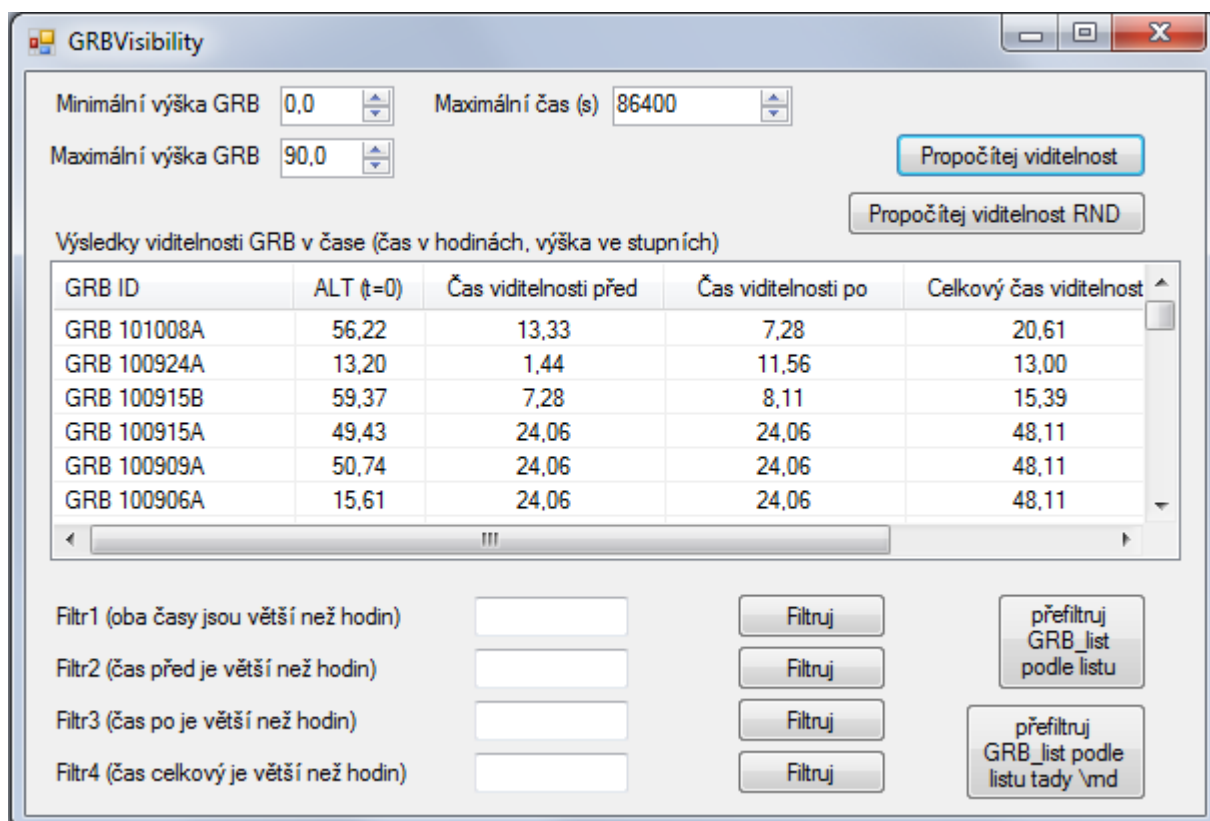 GRBVisibility
Minimální výška GRB 0,0 Maximální čas (s) 86400
Maximální výška GRB 90,0 Propočítej viditelnost
Propočítej viditelnost RND
Výsledky viditelnosti GRB v čase (čas v hodinách, výška ve stupních)
GRB ID ALT (t=0) Čas viditelnosti před Čas viditelnosti po Celkový čas viditelnost
GRB 101008A 56,22 13,33 7,28 20,61
GRB 100924A 13,20 1,44 11,56 13,00
GRB 100915B 59,37 7,28 8,11 15,39
GRB 100915A 49,43 24,06 24,06 48,11
GRB 100909A 50,74 24,06 24,06 48,11
GRB 100906A 15,61 24,06 24,06 48,11
Filtr1 (oba časy jsou větší než hodin) Filtruj
Filtr2 (čas před je větší než hodin) Filtruj
Filtr3 (čas po je větší než hodin) Filtruj
Filtr4 (čas celkový je větší než hodin) Filtruj
přefiltruj
GRB_list
podle listu
přefiltruj
GRB_list podle
listu tady \rnd